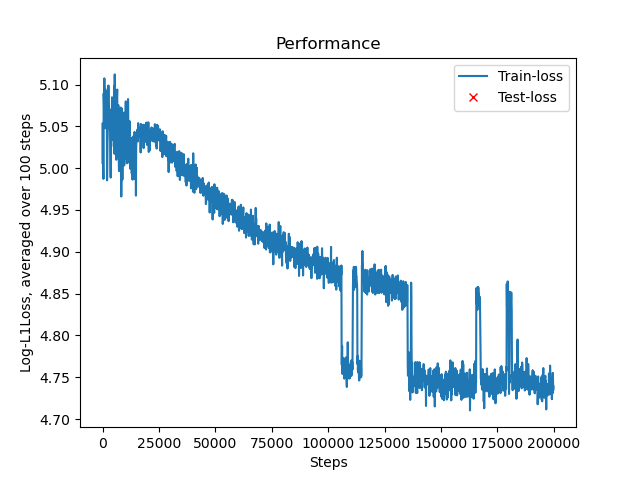 Performance
Train-loss
Test-loss
5.10
5.05
5.00
4.95
4.90
4.85
4.80
4.75
4.70
Log-L1Loss, averaged over 100 steps
0 25000 50000 75000 100000 125000 150000 175000 200000
Steps